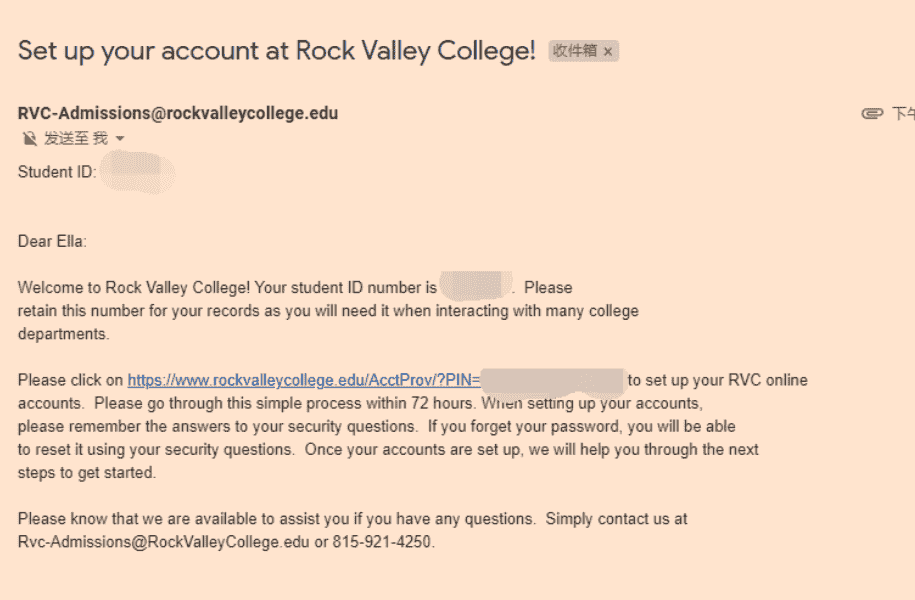 Set up your account at Rock Valley College! 收件箱 ×
RVC-Admissions@rockvalleycollege.edu 下午
发送至 我
Student ID:
Dear Ella:
Welcome to Rock Valley College! Your student ID number is . Please
retain this number for your records as you will need it when interacting with many college
departments.
Please click on https://www.rockvalleycollege.edu/AcctProv/?PIN= to set up your RVC online
accounts. Please go through this simple process within 72 hours. When setting up your accounts,
please remember the answers to your security questions. If you forget your password, you will be able
to reset it using your security questions. Once your accounts are set up, we will help you through the next
steps to get started.
Please know that we are available to assist you if you have any questions. Simply contact us at
Rvc-Admissions@RockValleyCollege.edu or 815-921-4250.